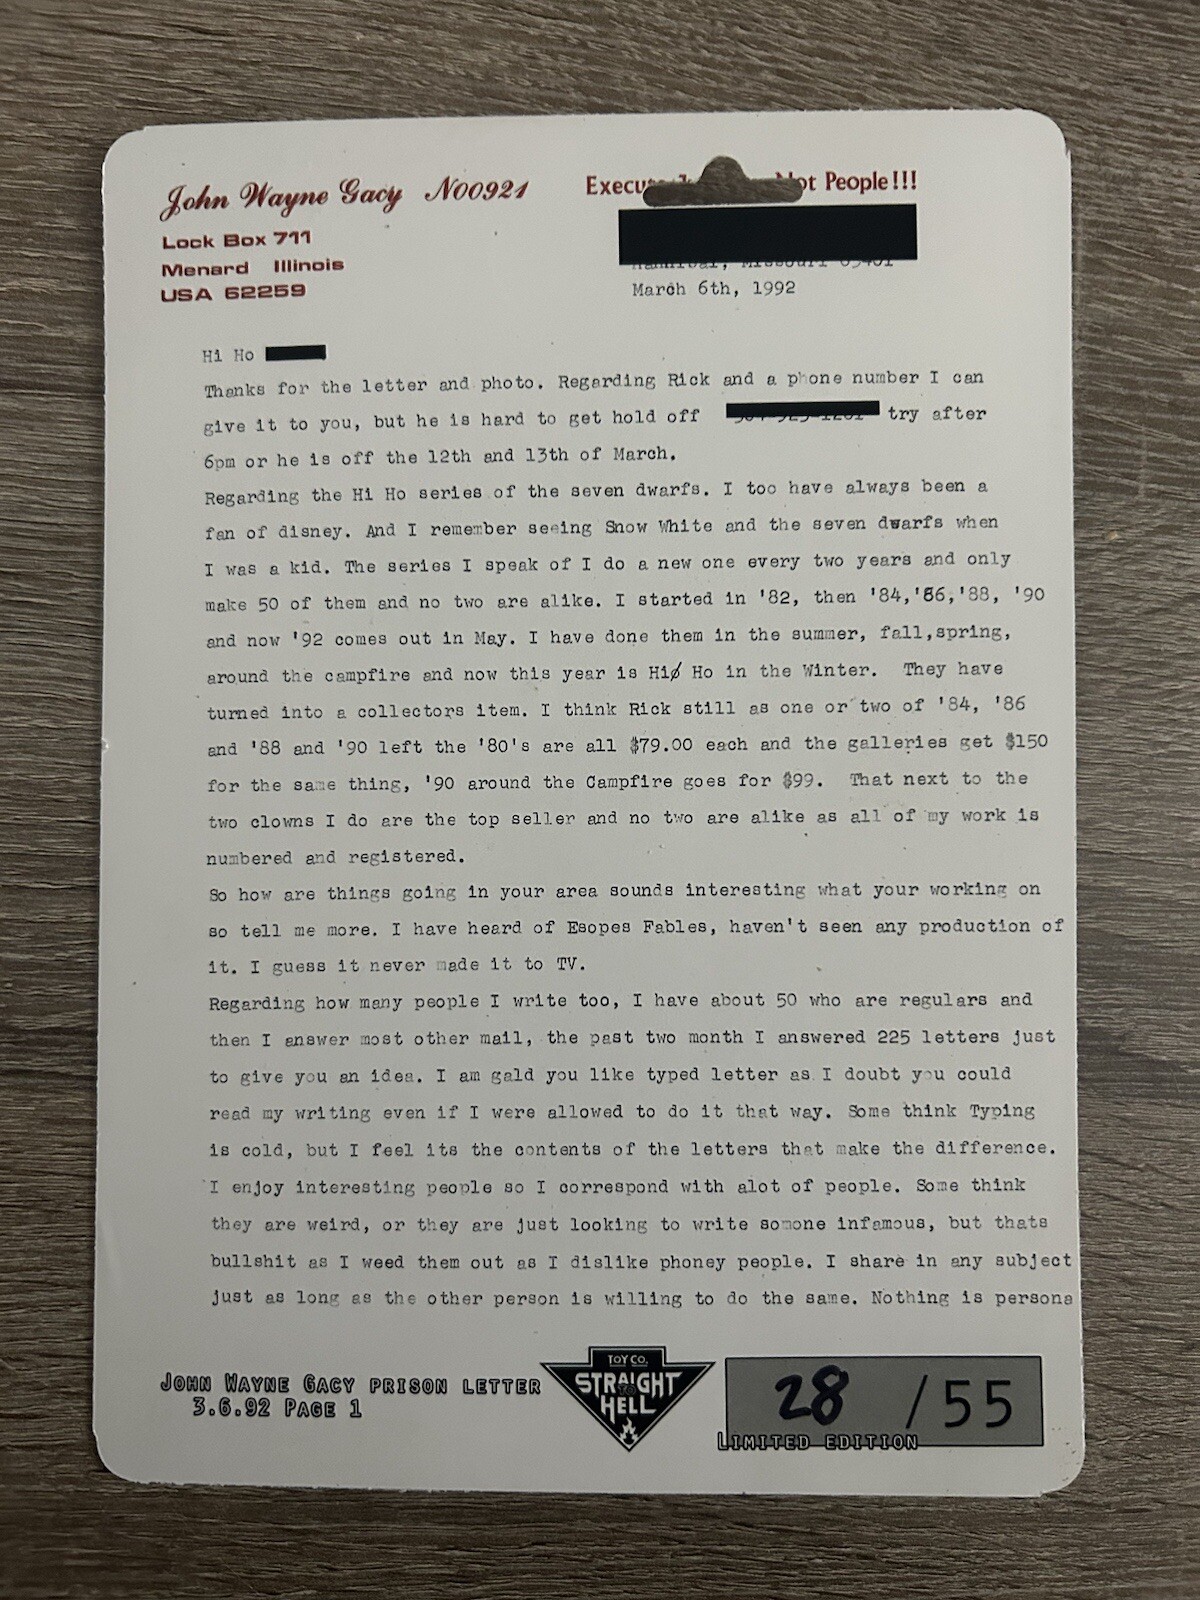 John Wayne Gacy N00921
Not People!!!
Lock Box 711
Menard Illinois
USA 62259
March 6th, 1992
Hi Ho
Thanks for the letter and photo. Regarding Rick and a phone number I can
give it to you, but he is hard to get hold off try after
6pm or he is off the 12th and 13th of March.
Regarding the Hi Ho series of the seven dwarfs. I too have always been a
fan of disney. And I remember seeing Snow White and the seven dwarfs when
I was a kid. The series I speak of I do a new one every two years and only
make 50 of them and no two are alike. I started in '82, then '84,'86,'88, '90
and now '92 comes out in May. I have done them in the summer, fall,spring,
around the campfire and now this year is Hi Ho in the Winter. They have
turned into a collectors item. I think Rick still as one or two of '84, '86
and '88 and '90 left the '80's are all $79.00 each and the galleries get $150
for the same thing, '90 around the Campfire goes for $99. That next to the
two clowns I do are the top seller and no two are alike as all of my work is
numbered and registered.
So how are things going in your area sounds interesting what your working on
so tell me more. I have heard of Esopes Fables, haven't seen any production of
it. I guess it never made it to TV.
Regarding how many people I write too, I have about 50 who are regulars and
then I answer most other mail, the past two month I answered 225 letters just
to give you an idea. I am gald you like typed letter as I doubt you could
read my writing even if I were allowed to do it that way. Some think Typing
is cold, but I feel its the contents of the letters that make the difference.
I enjoy interesting people so I correspond with alot of people. Some think
they are weird, or they are just looking to write somone infamous, but thats
bullshit as I weed them out as I dislike phoney people. I share in any subject
just as long as the other person is willing to do the same. Nothing is persona
John Wayne Gacy prison letter
3.6.92 Page 1
TOY CO.
STRAIGHT
TO
HELL
28 /55
Limited edition